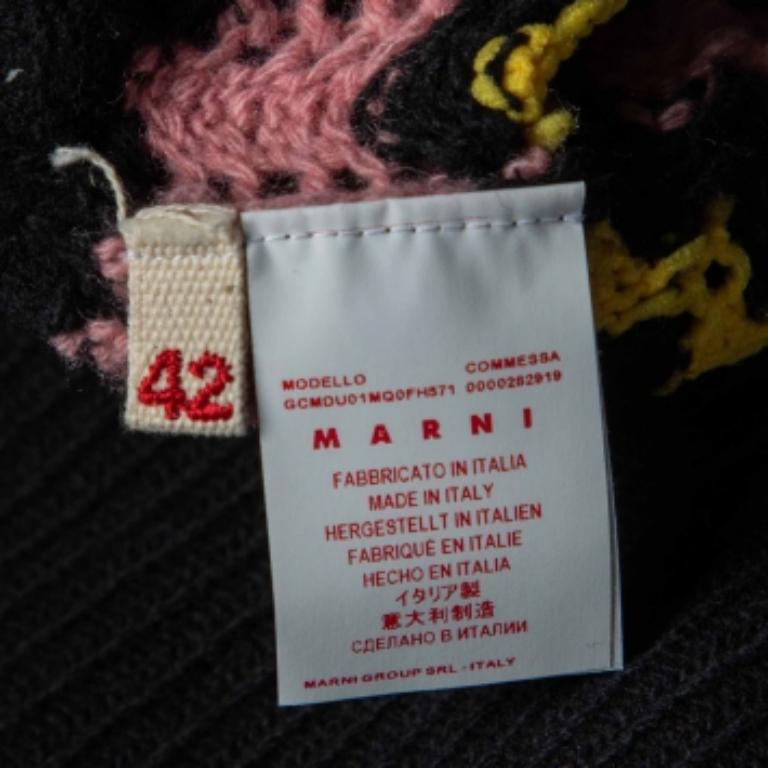 42
MODELLO COMMESSA
GCMDU01MQ0FH571 0000282919
MARNI
FABBRICATO IN ITALIA
MADE IN ITALY
HERGESTELLT IN ITALIEN
FABRIQUÉ EN ITALIE
HECHO EN ITALIA
イタリア製
意大利制造
СДЕЛАНО В ИТАЛИИ
MARNI GROUP SRL - ITALY